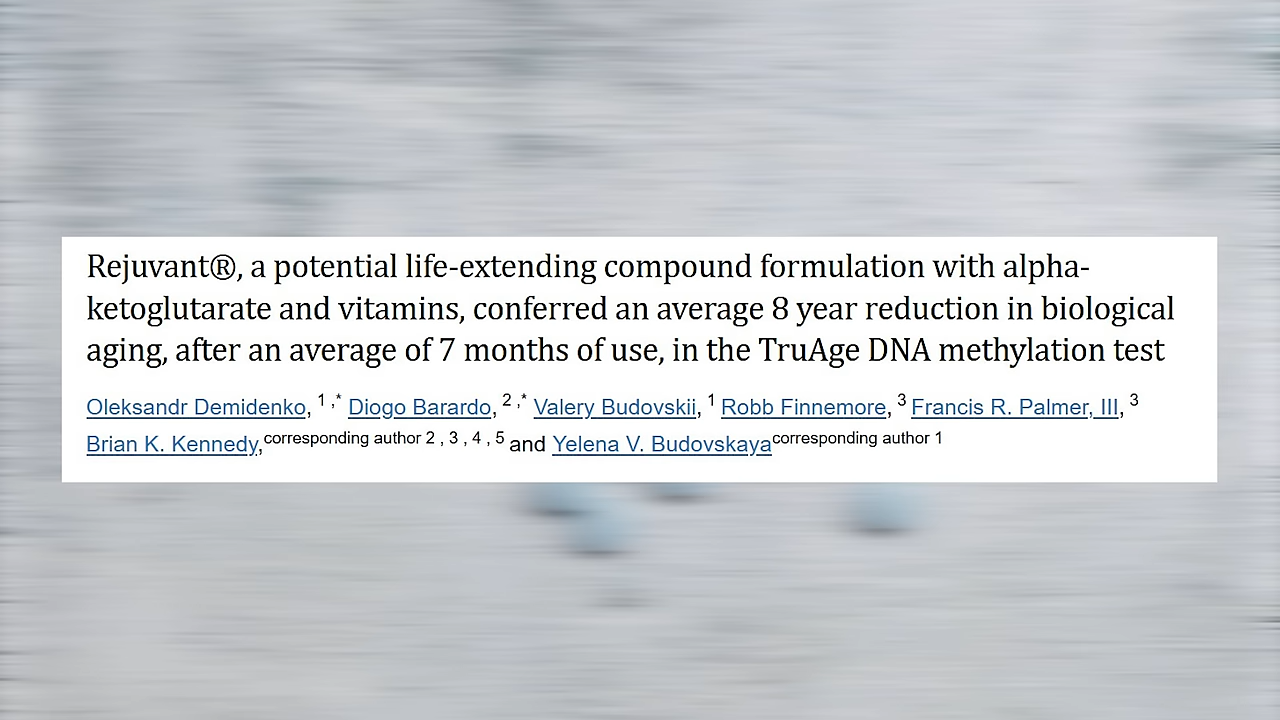 Rejuvant®, a potential life-extending compound formulation with alpha-
ketoglutarate and vitamins, conferred an average 8 year reduction in biological
aging, after an average of 7 months of use, in the TruAge DNA methylation test
Oleksandr Demidenko, 1 ,* Diogo Barardo, 2 ,* Valery Budovskii, 1 Robb Finnemore, 3 Francis R. Palmer, III, 3
Brian K. Kennedy,corresponding author 2 , 3 , 4 , 5 and Yelena V. Budovskayacorresponding author 1